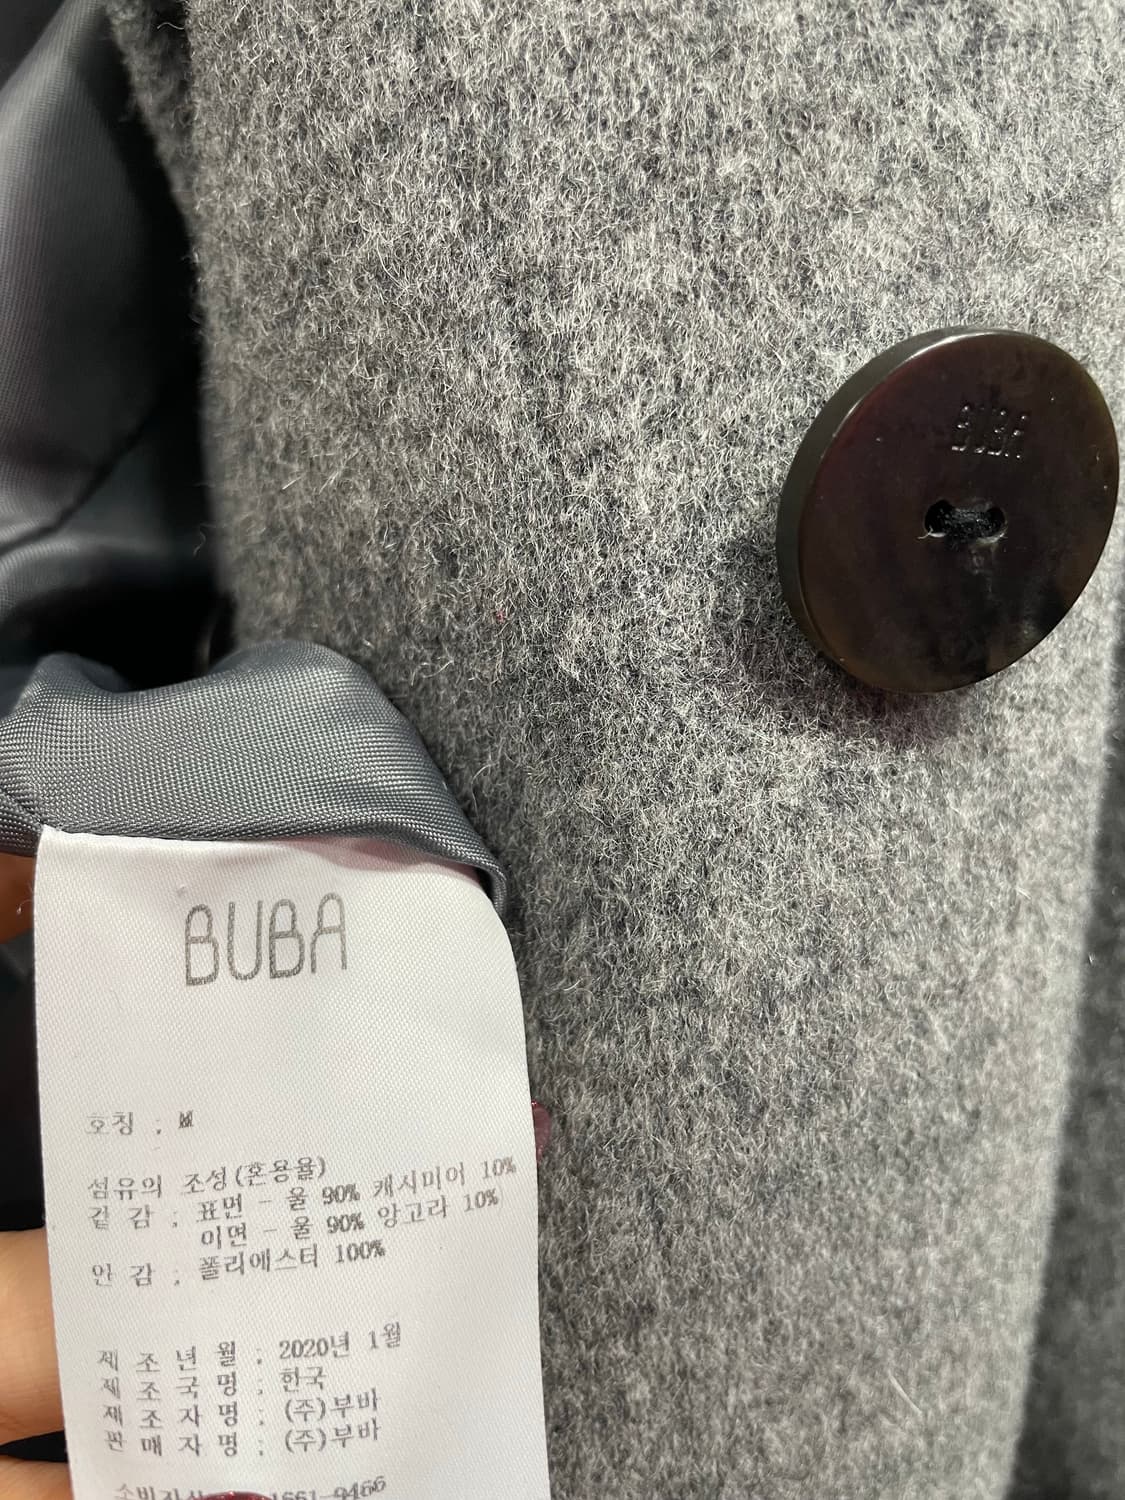 BUBA
BUBA
호칭 : M
섬유의 조성(혼용율)
겉 감 : 표면 - 울 90% 캐시미어 10%
이면 - 울 90% 앙고라 10%
안 감 : 폴리에스터 100%
제 조 년 월 : 2020년 1월
제 조 국 명 : 한국
제 조 자 명 : (주)부바
판 매 자 명 : (주)부바
1661-9466